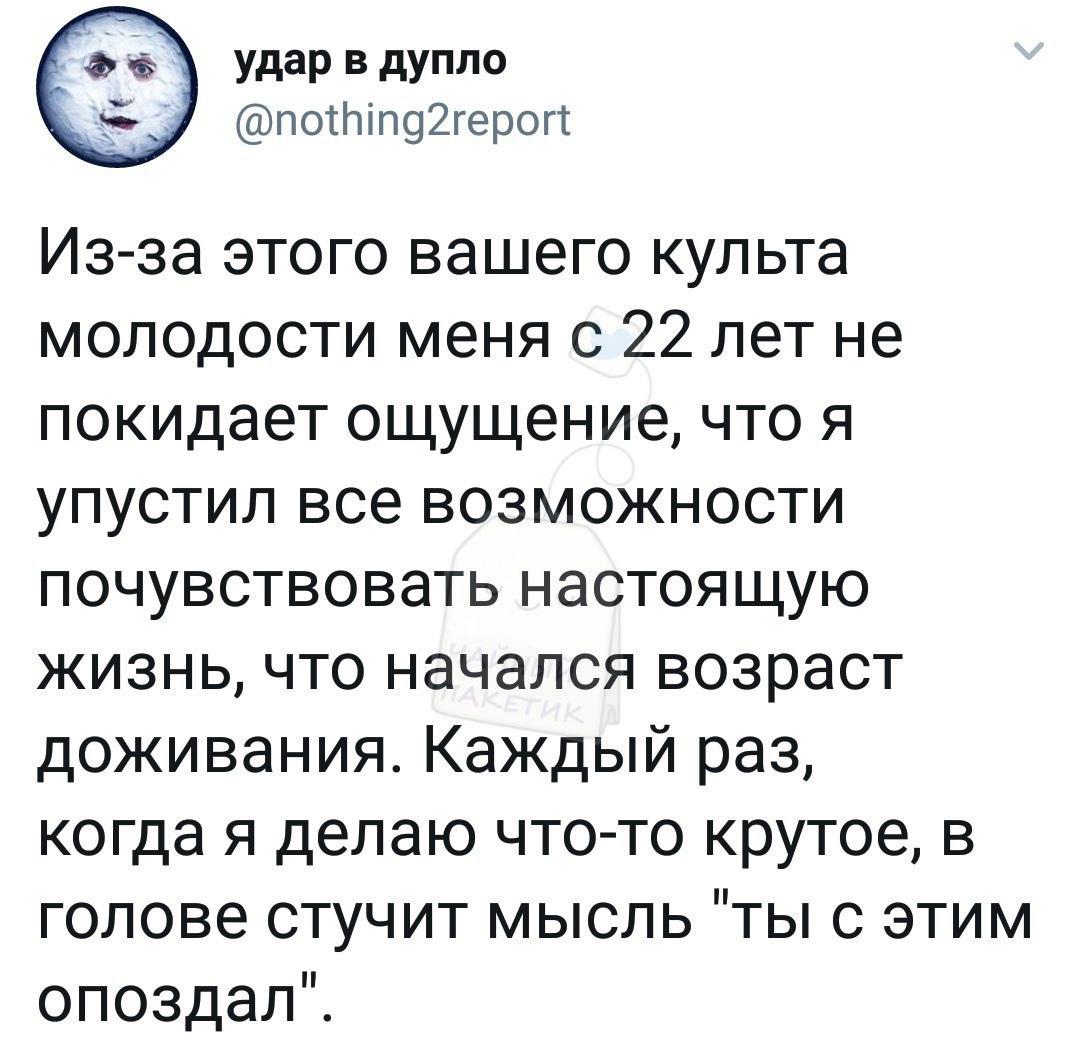 удар в дупло
@nothing2report
Из-за этого вашего культа
молодости меня с 22 лет не
покидает ощущение, что я
упустил все возможности
почувствовать настоящую
жизнь, что начался возраст
доживания. Каждый раз,
когда я делаю что-то крутое, в
голове стучит мысль "ты с этим
опоздал".
ЧАЙНЫЙ
ПАКЕТИК